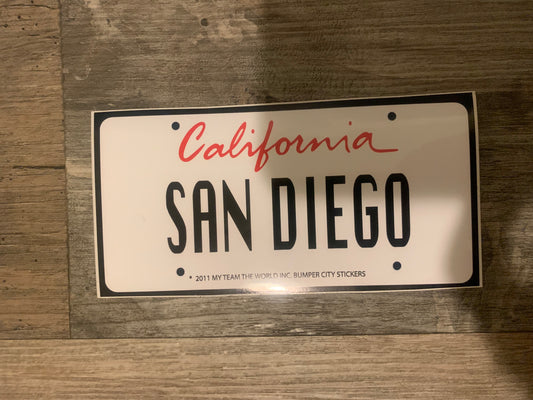 California
SAN DIEGO
* 2011 MY TEAM THE WORLD INC. BUMPER CITY STICKERS